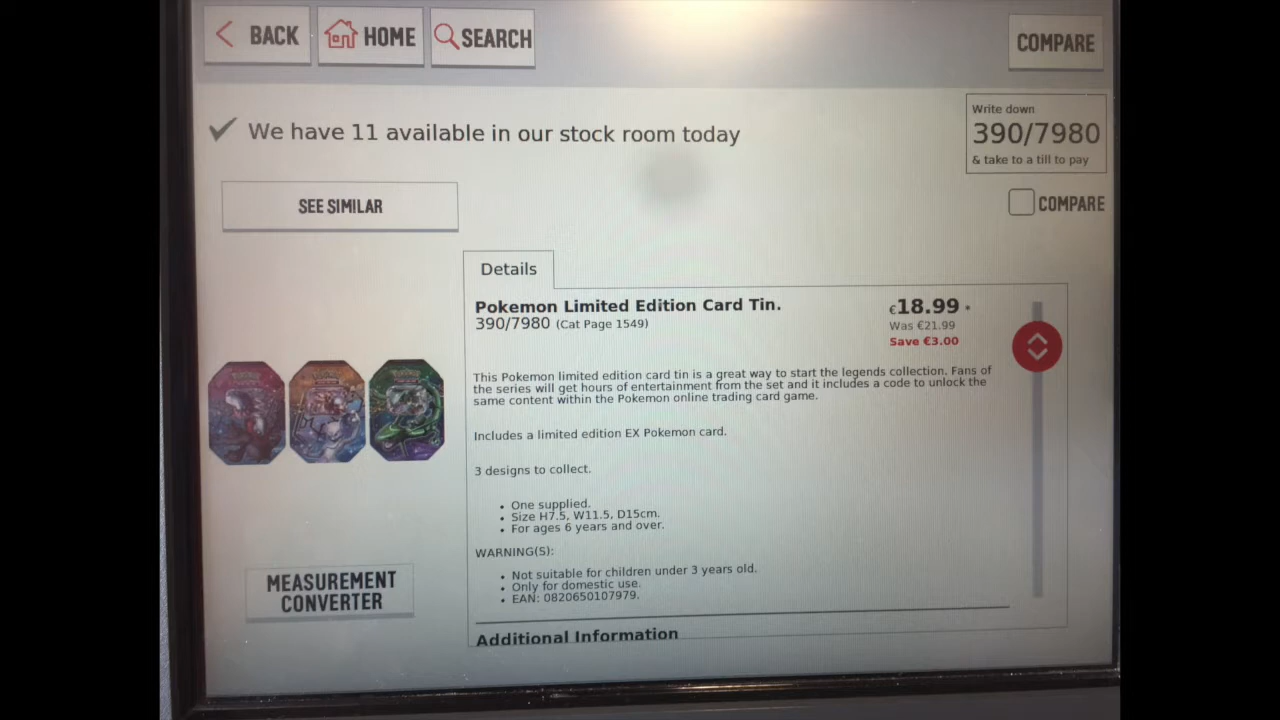 BACK
HOME
SEARCH
COMPARE
We have 11 available in our stock room today
Write down
390/7980
& take to a till to pay
SEE SIMILAR
COMPARE
Details
Pokemon Limited Edition Card Tin.
390/7980 (Cat Page 1549)
€18.99 *
Was €21.99
Save €3.00
This Pokemon limited edition card tin is a great way to start the legends collection. Fans of
the series will get hours of entertainment from the set and it includes a code to unlock the
same content within the Pokemon online trading card game.
Includes a limited edition EX Pokemon card.
3 designs to collect.
• One supplied.
• Size H7.5, W11.5, D15cm.
• For ages 6 years and over.
WARNING(S):
• Not suitable for children under 3 years old.
• Only for domestic use.
• EAN: 0820650107979.
MEASUREMENT
CONVERTER
Additional Information